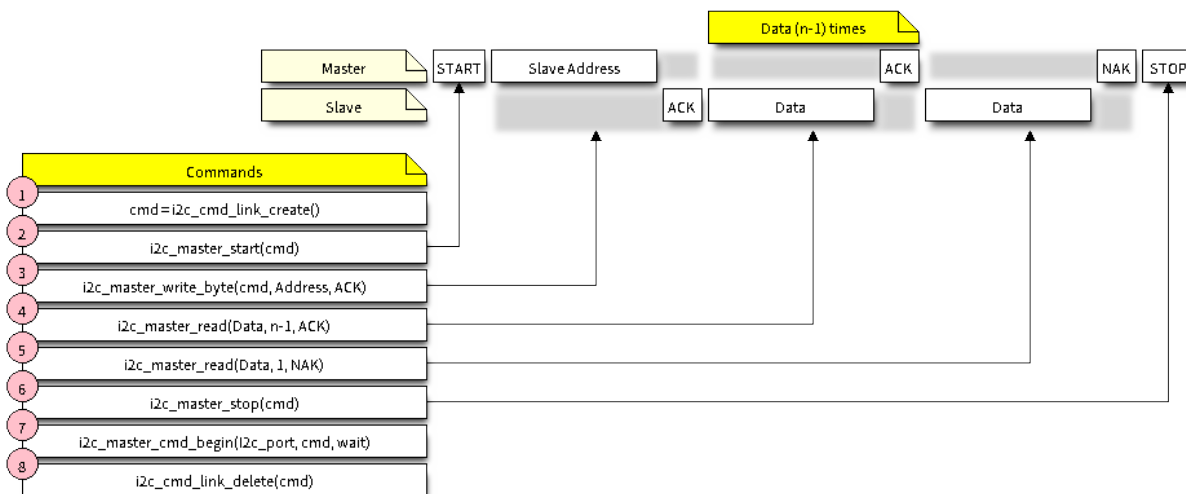 Data (n-1) times
Master START Slave Address ACK NAK STOP
Slave ACK Data Data
Commands
1
cmd = i2c_cmd_link_create()
2
i2c_master_start(cmd)
3
i2c_master_write_byte(cmd, Address, ACK)
4
i2c_master_read(Data, n-1, ACK)
5
i2c_master_read(Data, 1, NAK)
6
i2c_master_stop(cmd)
7
i2c_master_cmd_begin(I2c_port, cmd, wait)
8
i2c_cmd_link_delete(cmd)